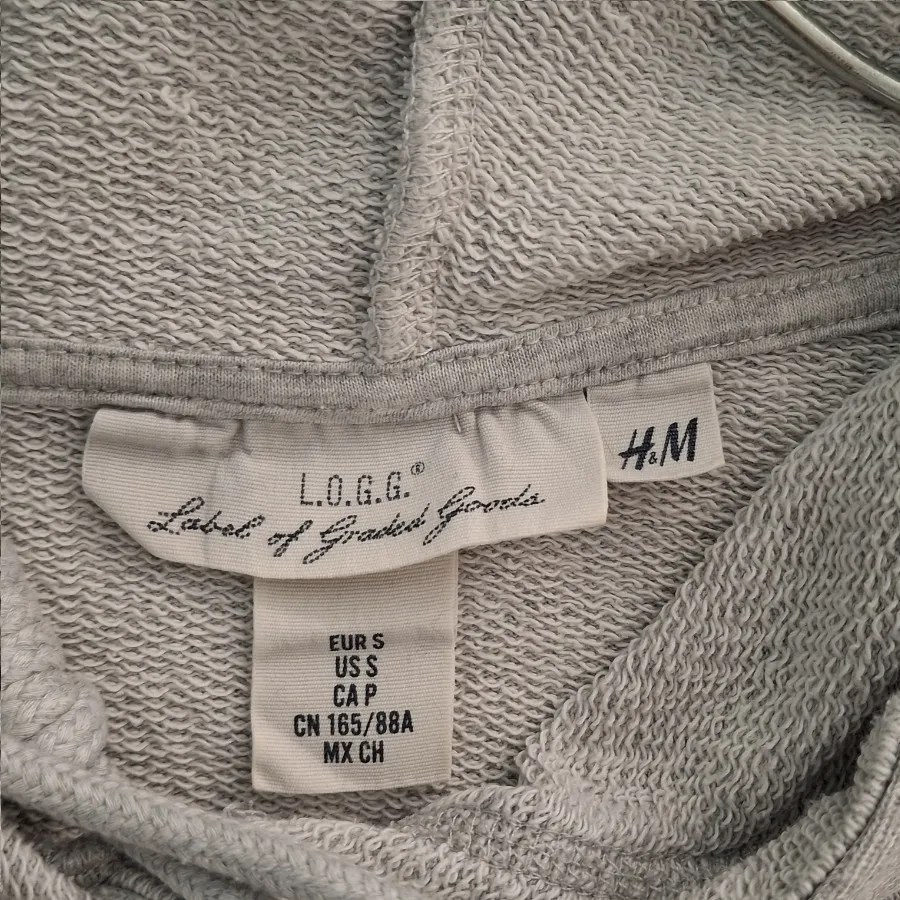 L.O.G.G.®
Label of Graded Goods
H&M
EUR S
US S
CA P
CN 165/88A
MX CH